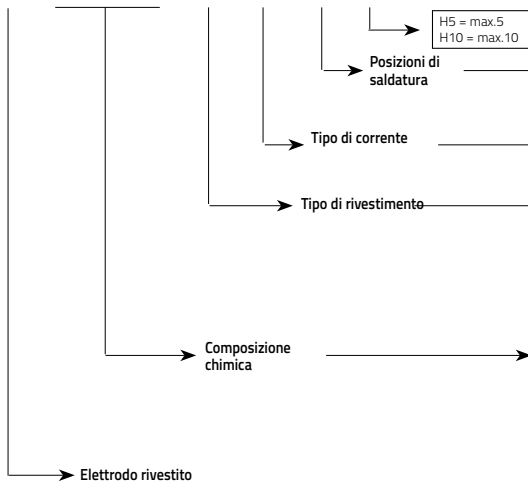 H5 = max.5
H10 = max.10
Posizioni di
saldatura
Tipo di corrente
Tipo di rivestimento
Composizione
chimica
Elettrodo rivestito